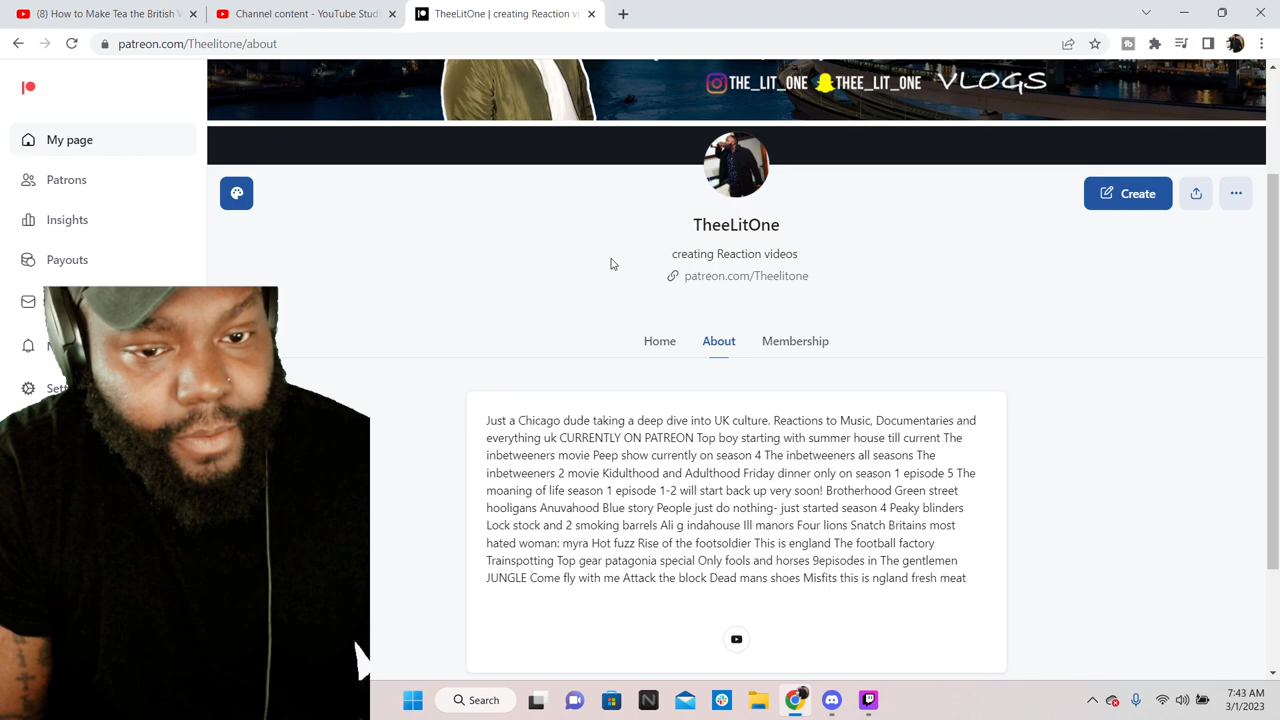 (8) How to Make Tea the British V
Channel content - YouTube Stud
TheeLitOne | creating Reaction vi
patreon.com/Theelitone/about
THE_LIT_ONE THEE_LIT_ONE VLOGS
My page
Patrons
Insights
Payouts
Sett
Create
TheeLitOne
creating Reaction videos
patreon.com/Theelitone
Home About Membership
Just a Chicago dude taking a deep dive into UK culture. Reactions to Music, Documentaries and
everything uk CURRENTLY ON PATREON Top boy starting with summer house till current The
inbetweeners movie Peep show currently on season 4 The inbetweeners all seasons The
inbetweeners 2 movie Kidulthood and Adulthood Friday dinner only on season 1 episode 5 The
moaning of life season 1 episode 1-2 will start back up very soon! Brotherhood Green street
hooligans Anuvahood Blue story People just do nothing- just started season 4 Peaky blinders
Lock stock and 2 smoking barrels Ali g indahouse Ill manors Four lions Snatch Britains most
hated woman: myra Hot fuzz Rise of the footsoldier This is england The football factory
Trainspotting Top gear patagonia special Only fools and horses 9episodes in The gentlemen
JUNGLE Come fly with me Attack the block Dead mans shoes Misfits this is ngland fresh meat
Search
7:43 AM
3/1/2023